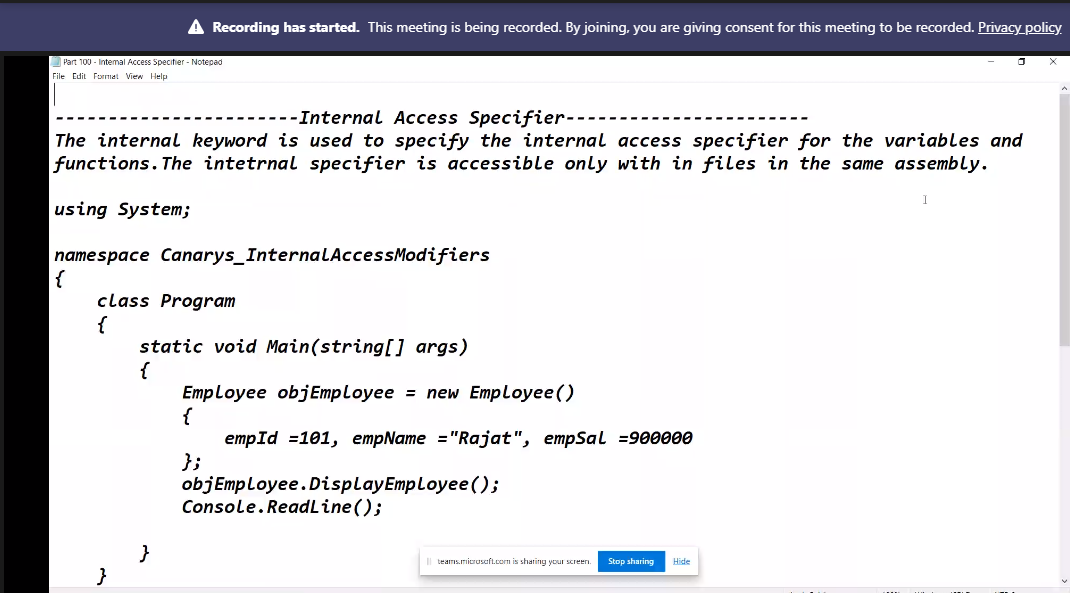 Recording has started. This meeting is being recorded. By joining, you are giving consent for this meeting to be recorded. Privacy policy
Part 100 - Internal Access Specifier - Notepad
File Edit Format View Help
-----------------------Internal Access Specifier-----------------------
The internal keyword is used to specify the internal access specifier for the variables and
functions.The intetrnal specifier is accessible only with in files in the same assembly.
using System;
namespace Canarys_InternalAccessModifiers
{
class Program
{
static void Main(string[] args)
{
Employee objEmployee = new Employee()
{
empId =101, empName ="Rajat", empSal =900000
};
objEmployee.DisplayEmployee();
Console.ReadLine();
}
teams.microsoft.com is sharing your screen. Stop sharing Hide
}